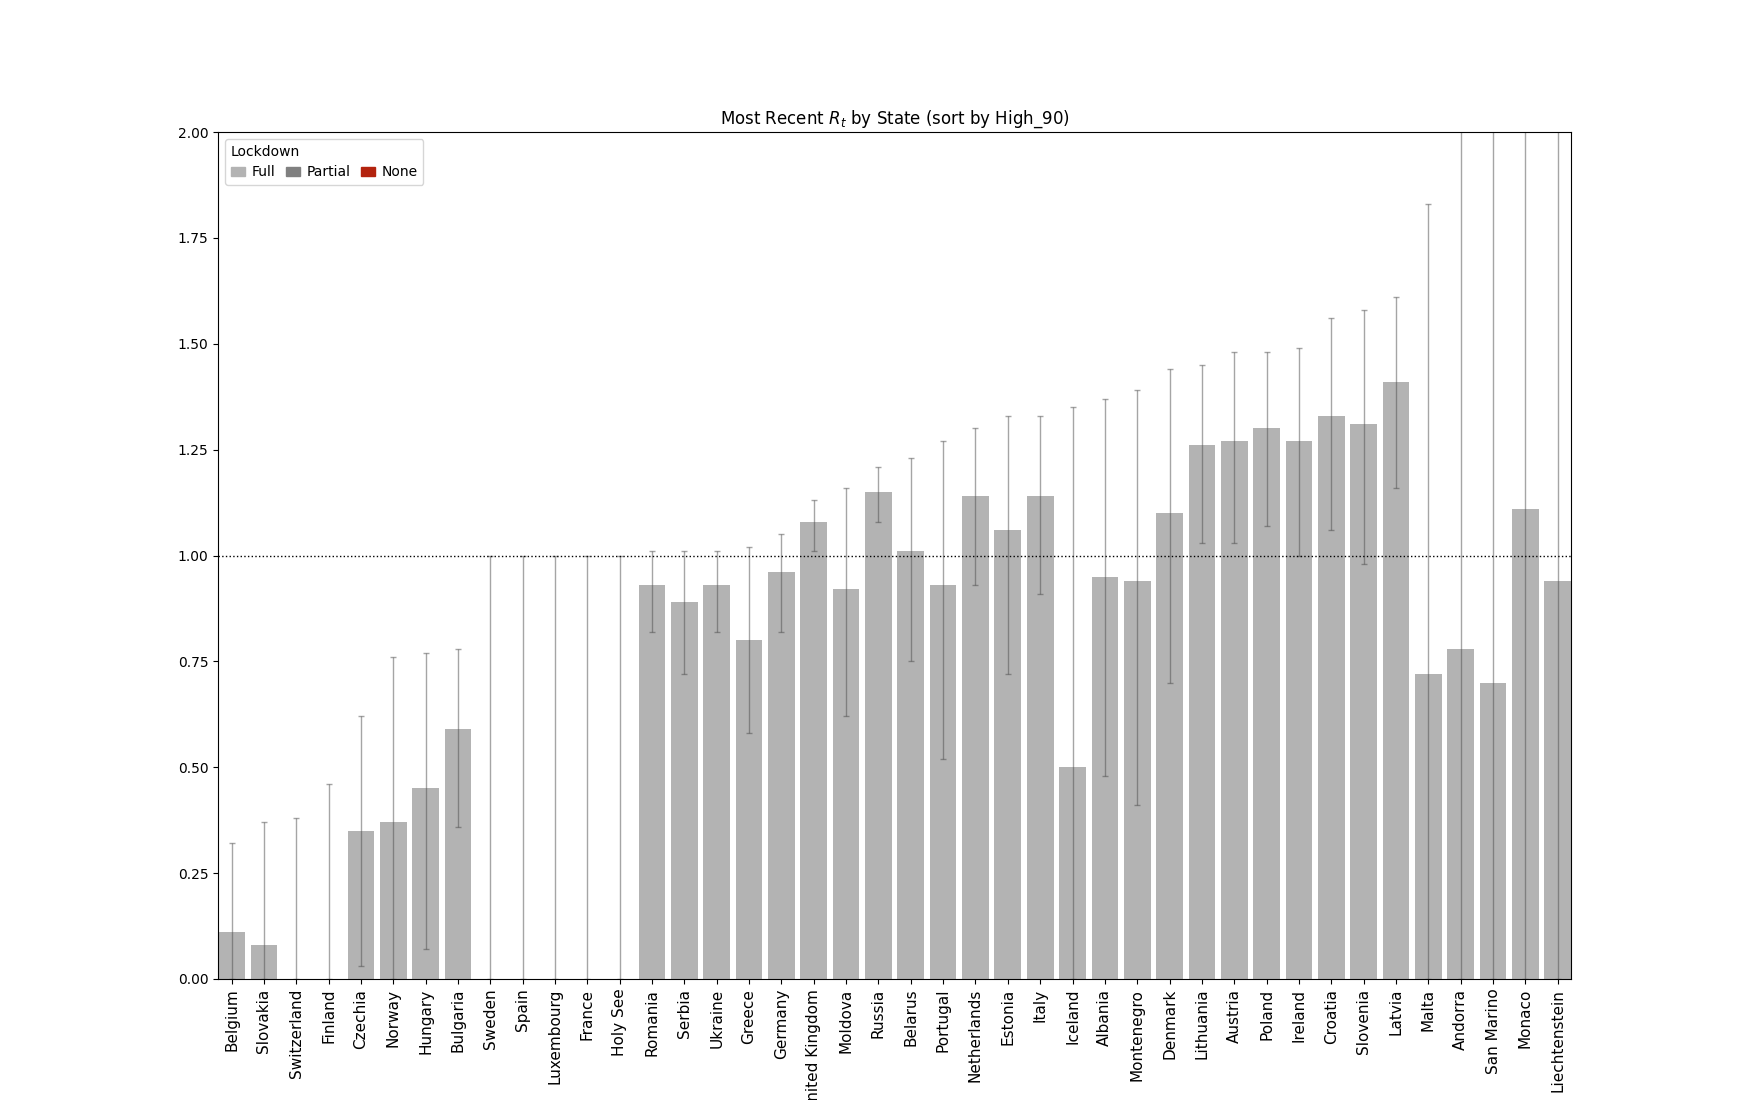 Most Recent R_t by State (sort by High_90)
Lockdown
Full Partial None
2.00
1.75
1.50
1.25
1.00
0.75
0.50
0.25
0.00
Belgium
Slovakia
Switzerland
Finland
Czechia
Norway
Hungary
Bulgaria
Sweden
Spain
Luxembourg
France
Holy See
Romania
Serbia
Ukraine
Greece
Germany
nited Kingdom
Moldova
Russia
Belarus
Portugal
Netherlands
Estonia
Italy
Iceland
Albania
Montenegro
Denmark
Lithuania
Austria
Poland
Ireland
Croatia
Slovenia
Latvia
Malta
Andorra
San Marino
Monaco
Liechtenstein